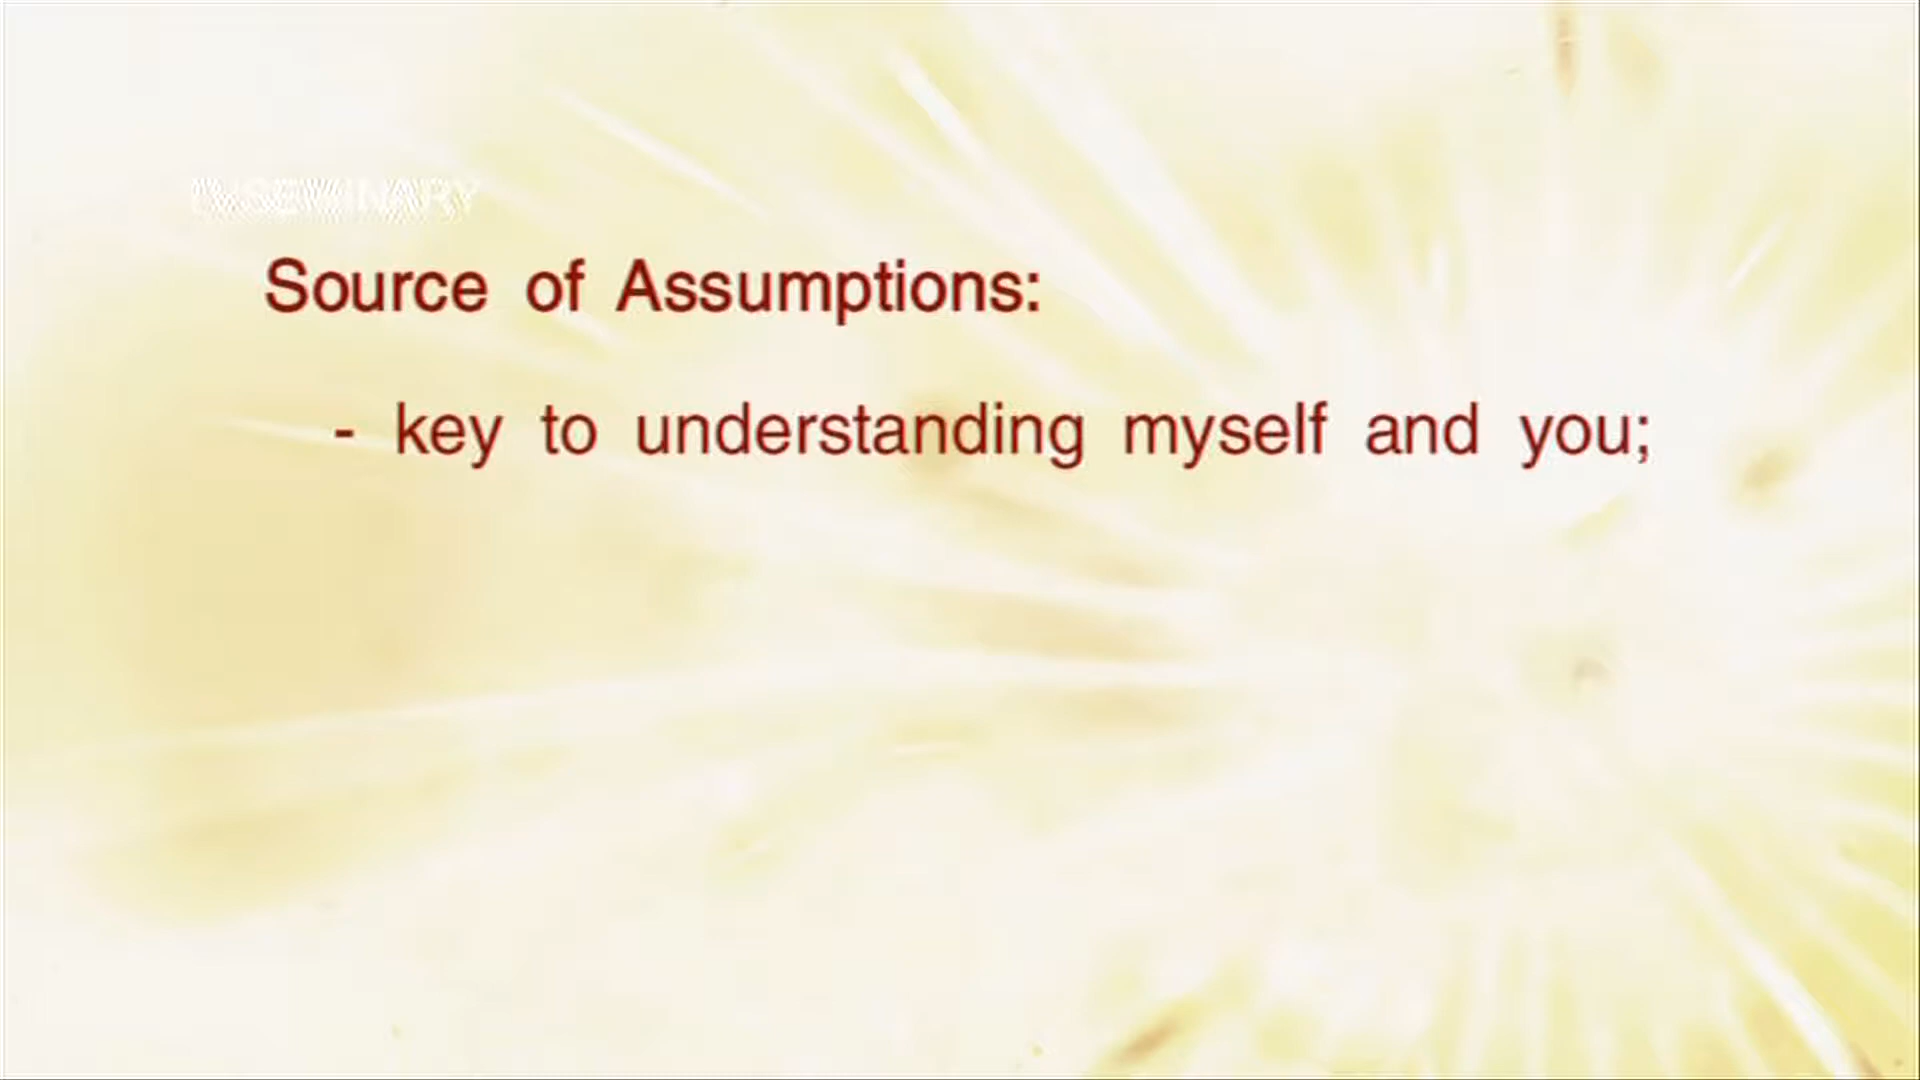 Source of Assumptions:
- key to understanding myself and you;